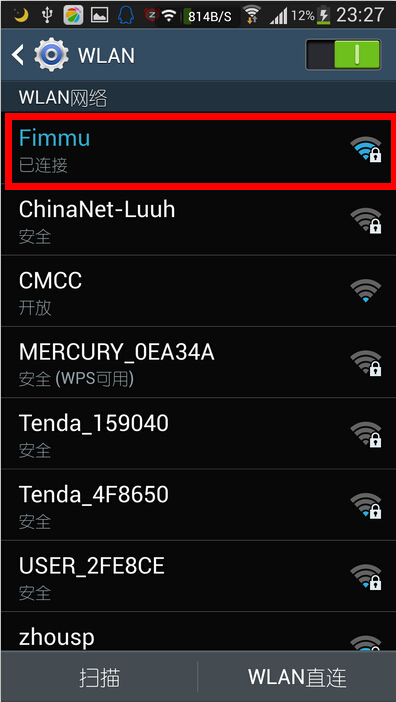 814B/S 12% 23:27
WLAN
WLAN网络
Fimmu
已连接
ChinaNet-Luuh
安全
CMCC
开放
MERCURY_0EA34A
安全 (WPS可用)
Tenda_159040
安全
Tenda_4F8650
安全
USER_2FE8CE
安全
zhousp
扫描 WLAN直连